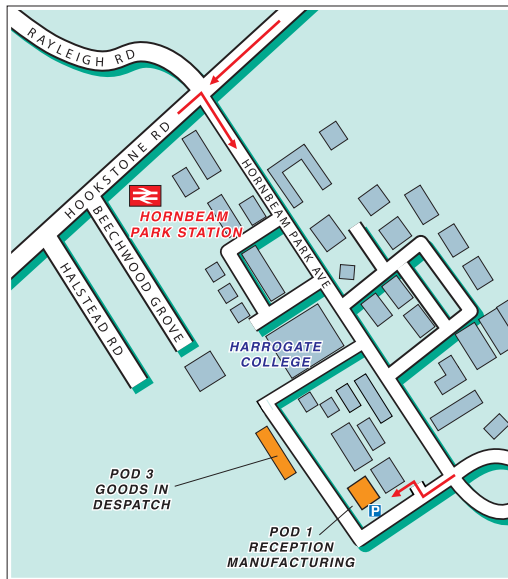 RAYLEIGH RD
HOOKSTONE RD
HORNBEAM PARK AVE
HORNBEAM
PARK STATION
BEECHWOOD GROVE
HALSTEAD RD
HARROGATE
COLLEGE
POD 3
GOODS IN
DESPATCH
P
POD 1
RECEPTION
MANUFACTURING